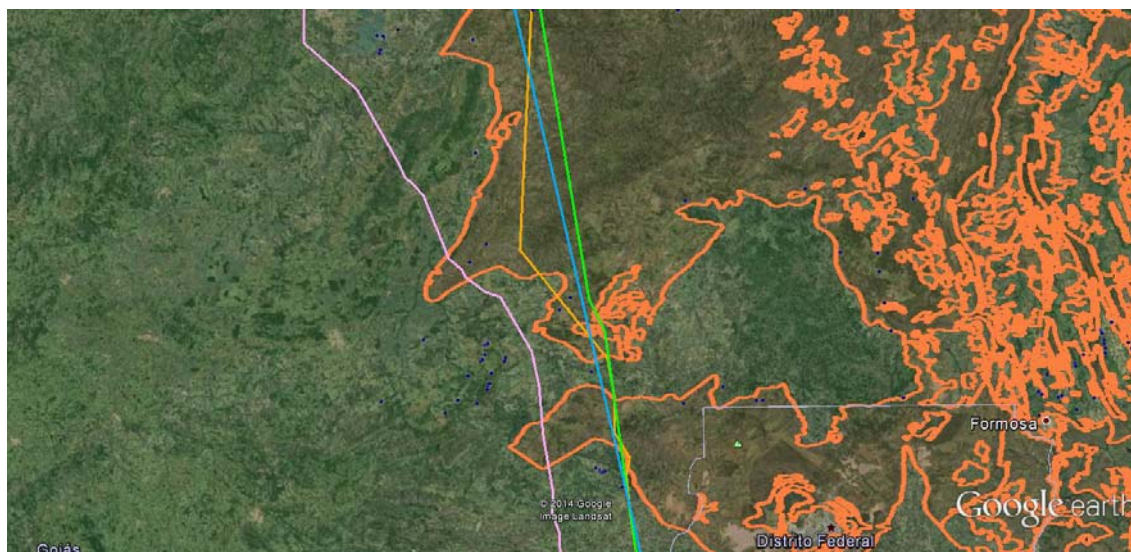 Formosa
© 2014 Google
Image Landsat
Google earth
Distrito Federal
Goiás